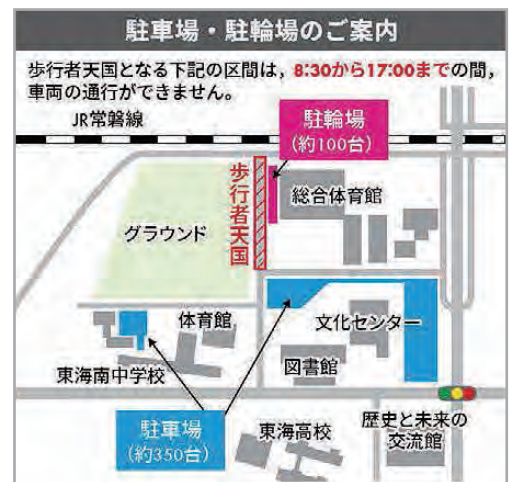 駐車場・駐輪場のご案内
歩行者天国となる下記の区間は，8:30から17:00までの間，
車両の通行ができません。
JR常磐線
駐輪場
（約100台）
歩行者天国
総合体育館
グラウンド
体育館
文化センター
図書館
東海南中学校
駐車場
（約350台）
東海高校
歴史と未来の
交流館